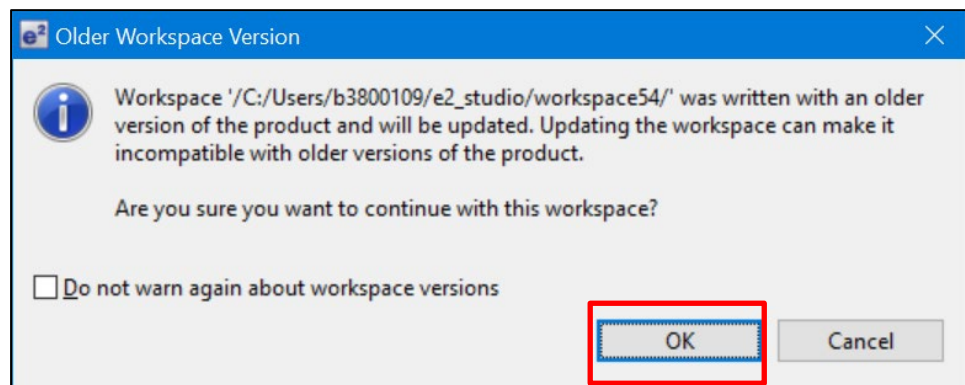 e² Older Workspace Version
Workspace '/C:/Users/b3800109/e2_studio/workspace54/' was written with an older
version of the product and will be updated. Updating the workspace can make it
incompatible with older versions of the product.
Are you sure you want to continue with this workspace?
Do not warn again about workspace versions
OK Cancel